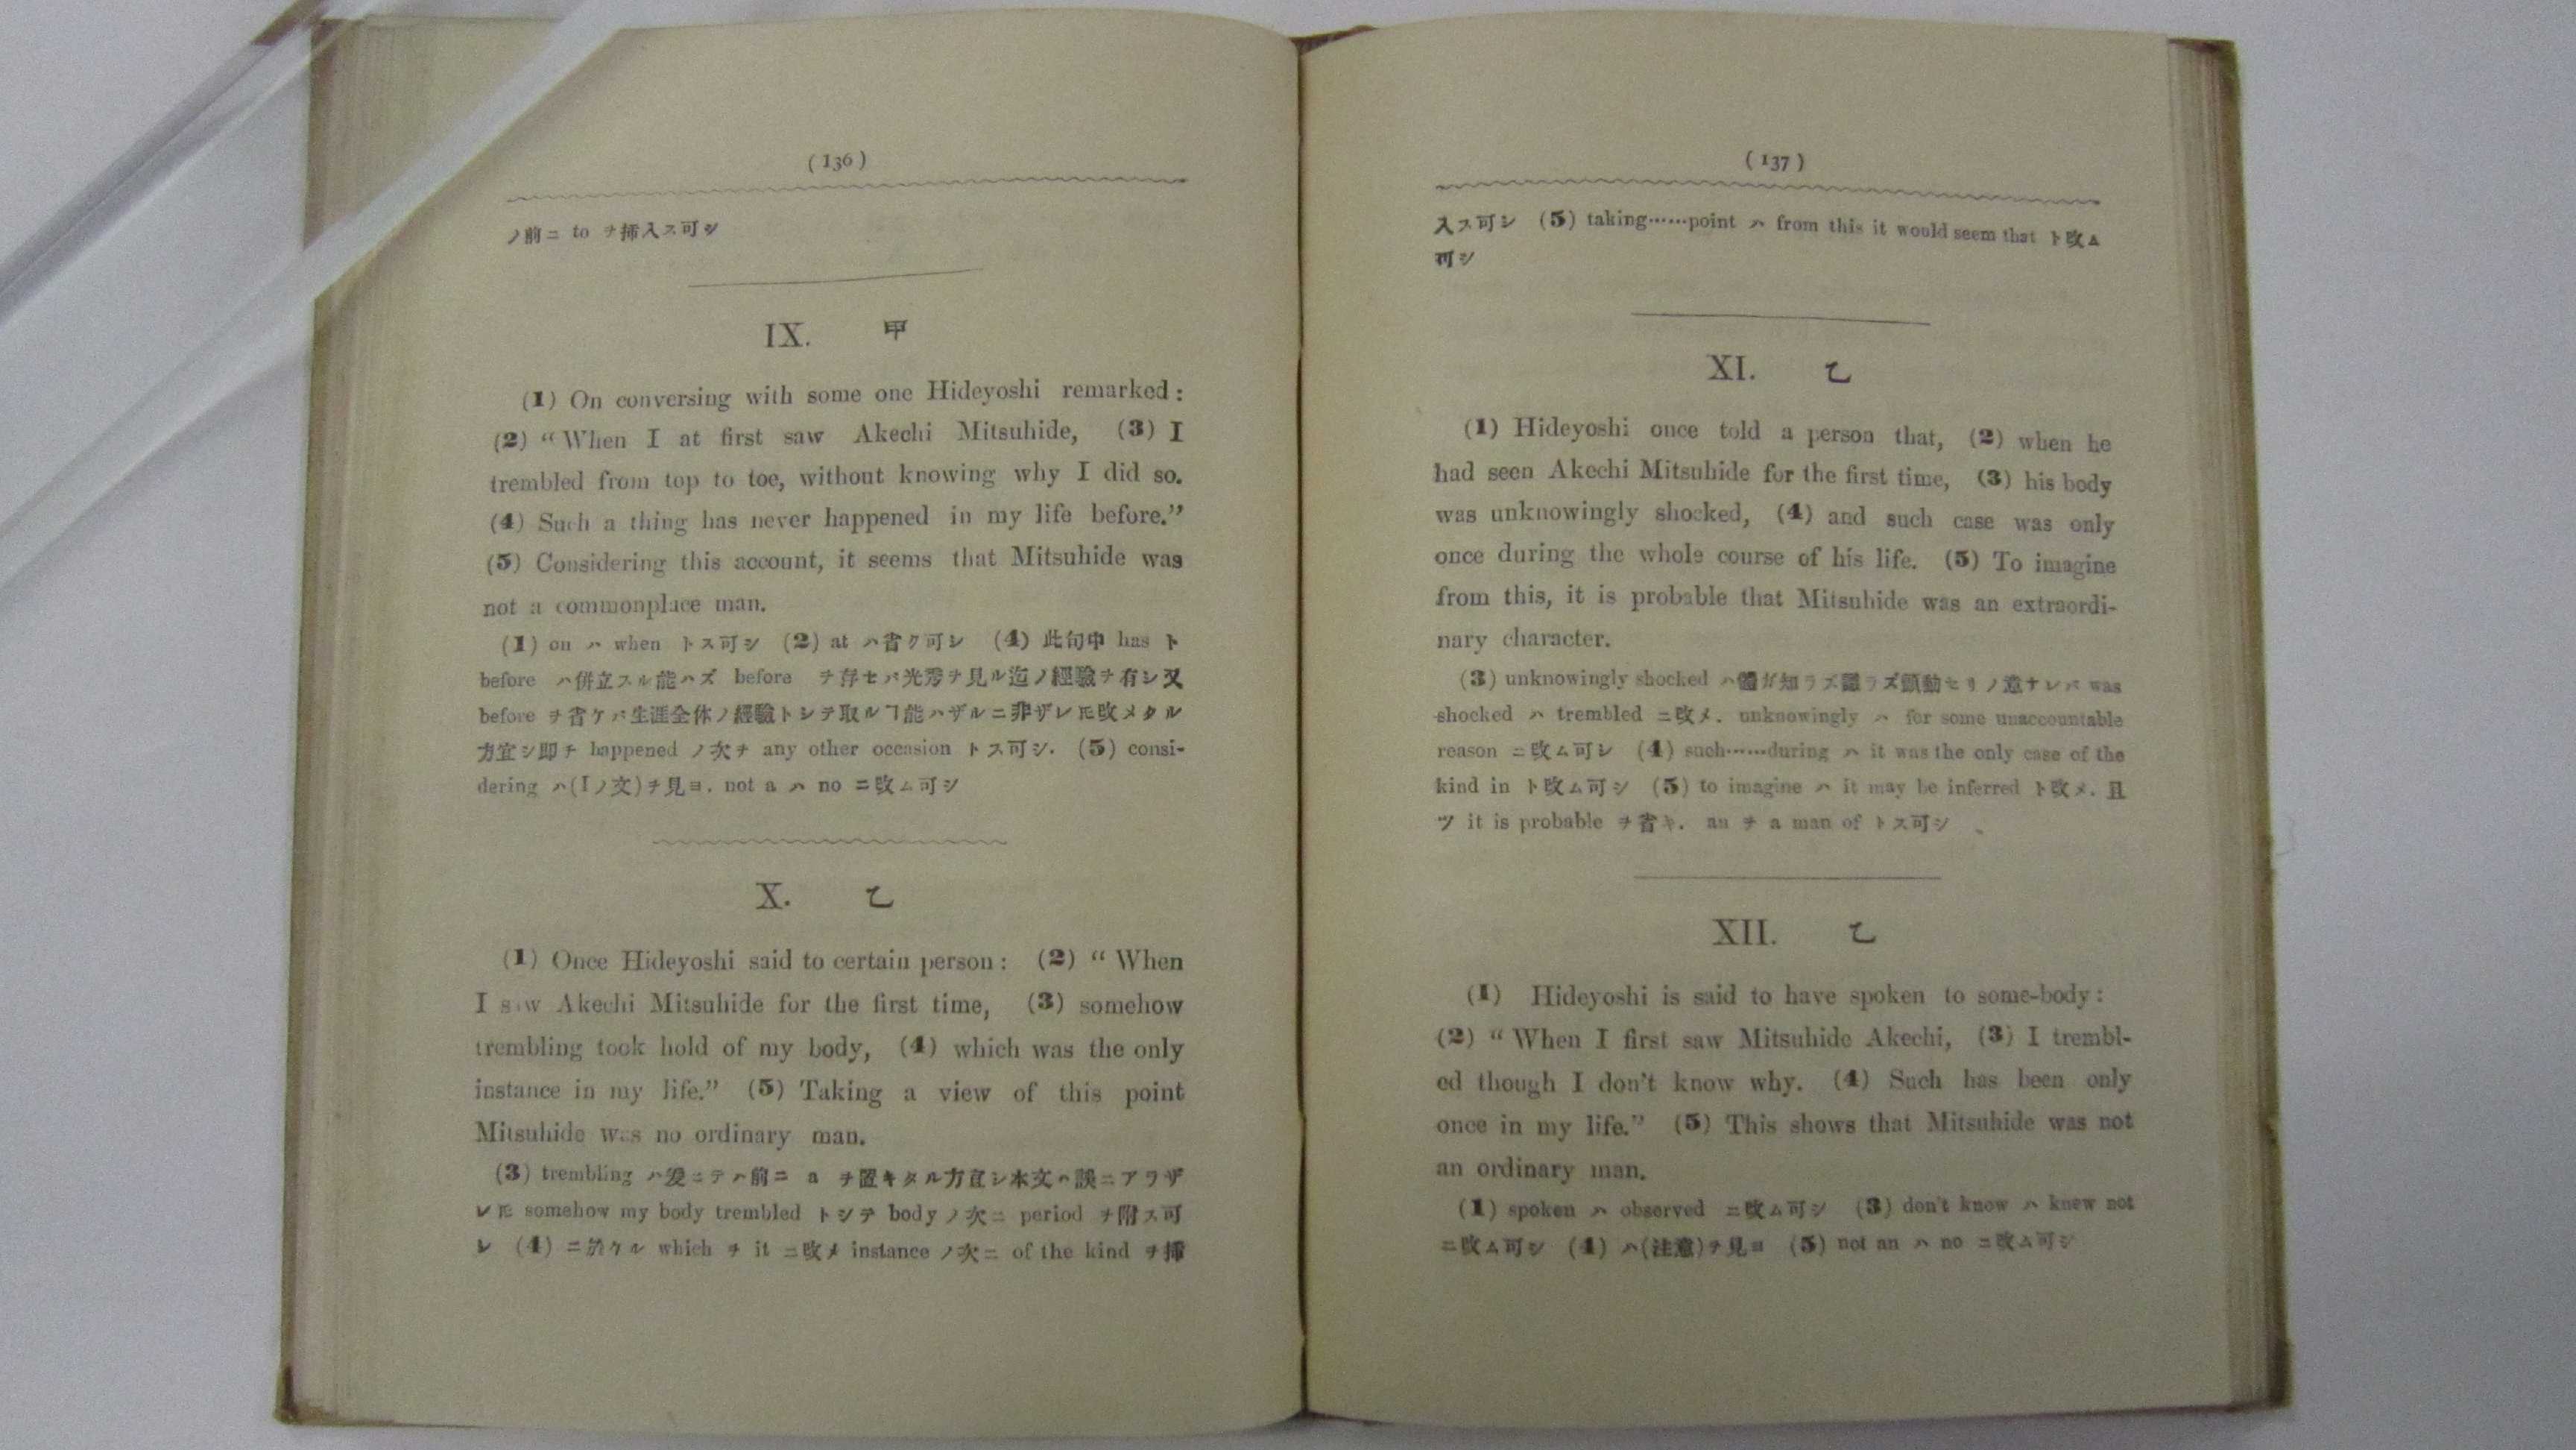 (136)
ノ前ニ to ヲ挿入ス可シ
IX. 甲
(1) On conversing with some one Hideyoshi remarked:
(2) “When I at first saw Akechi Mitsuhide, (3) I
trembled from top to toe, without knowing why I did so.
(4) Such a thing has never happened in my life before.”
(5) Considering this account, it seems that Mitsuhide was
not a commonplace man.
(1) on ハ when トス可シ (2) at ハ省ク可シ (4) 此句中 has ト
before ハ併立スル能ハズ before ヲ存セバ光秀ヲ見ル迄ノ經驗ヲ有シ又
before ヲ省ケバ生涯全体ノ經驗トシテ取ルヿ能ハザルニ非ザレ𪜈改メタル
方宜シ即チ happened ノ次ヲ any other occasion トス可シ. (5) consi-
dering ハ(Iノ文)ヲ見ヨ. not a ハ no ニ改ム可シ
X. 乙
(1) Once Hideyoshi said to certain person: (2) “When
I saw Akechi Mitsuhide for the first time, (3) somehow
trembling took hold of my body, (4) which was the only
instance in my life.” (5) Taking a view of this point
Mitsuhide was no ordinary man.
(3) trembling ハ爰ニテハ前ニ a ヲ置キタル方宜シ本文ハ誤ニアラザ
レ𪜈 somehow my body trembled トシテ body ノ次ニ period ヲ附ス可
シ (4) ニ於ケル which ヲ it ニ改メ instance ノ次ニ of the kind ヲ挿
(137)
入ス可シ (5) taking……point ハ from this it would seem that ト改ム
可シ
XI. 乙
(1) Hideyoshi once told a person that, (2) when he
had seen Akechi Mitsuhide for the first time, (3) his body
was unknowingly shocked, (4) and such case was only
once during the whole course of his life. (5) To imagine
from this, it is probable that Mitsuhide was an extraordi-
nary character.
(3) unknowingly shocked ハ體ガ知ラズ識ラズ顫動セリノ意ナレバ was
shocked ハ trembled ニ改メ. unknowingly ハ for some unaccountable
reason ニ改ム可シ (4) such……during ハ it was the only case of the
kind in ト改ム可シ (5) to imagine ハ it may be inferred ト改メ. 且
ツ it is probable ヲ省キ. an ヲ a man of トス可シ
XII. 乙
(1) Hideyoshi is said to have spoken to some-body:
(2) “When I first saw Mitsuhide Akechi, (3) I trembl-
ed though I don't know why. (4) Such has been only
once in my life.” (5) This shows that Mitsuhide was not
an ordinary man.
(1) spoken ハ observed ニ改ム可シ (3) don't know ハ knew not
ニ改ム可シ (4) ハ(注意)ヲ見ヨ (5) not an ハ no ニ改ム可シ